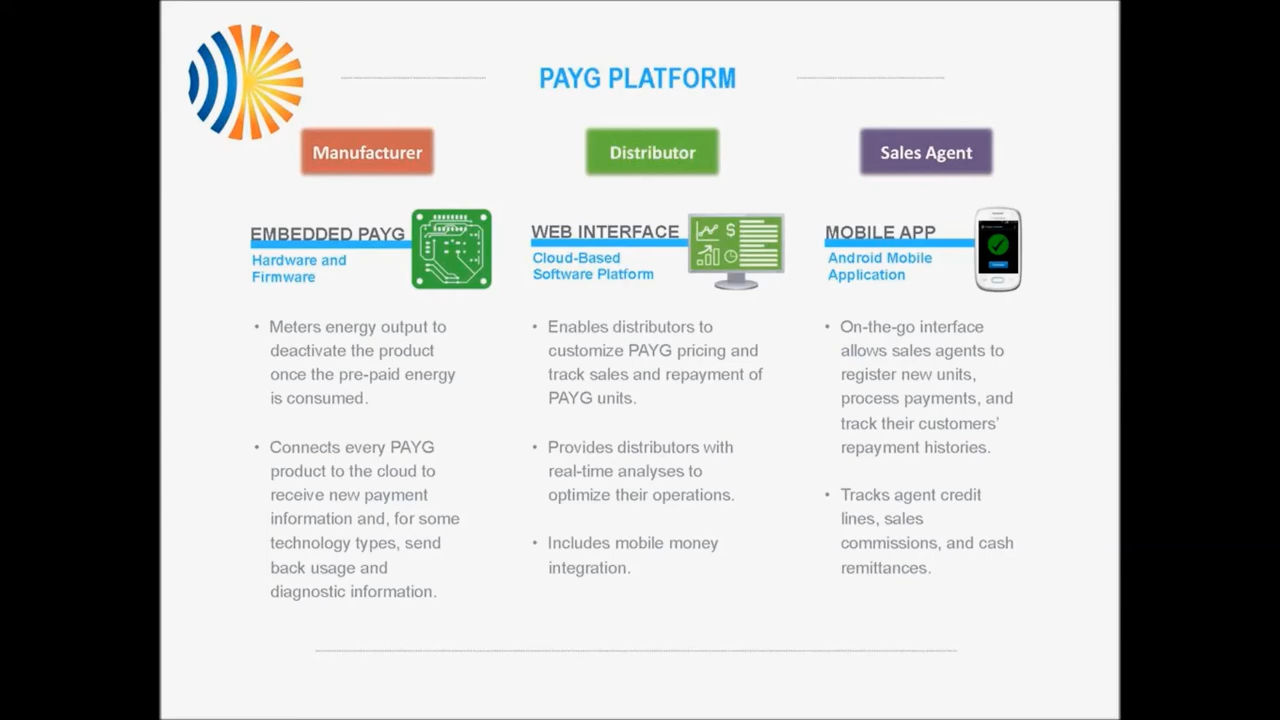 PAYG PLATFORM
Manufacturer
EMBEDDED PAYG
Hardware and
Firmware
• Meters energy output to
deactivate the product
once the pre-paid energy
is consumed.
• Connects every PAYG
product to the cloud to
receive new payment
information and, for some
technology types, send
back usage and
diagnostic information.
Distributor
WEB INTERFACE
Cloud-Based
Software Platform
$
• Enables distributors to
customize PAYG pricing and
track sales and repayment of
PAYG units.
• Provides distributors with
real-time analyses to
optimize their operations.
• Includes mobile money
integration.
Sales Agent
MOBILE APP
Android Mobile
Application
• On-the-go interface
allows sales agents to
register new units,
process payments, and
track their customers’
repayment histories.
• Tracks agent credit
lines, sales
commissions, and cash
remittances.